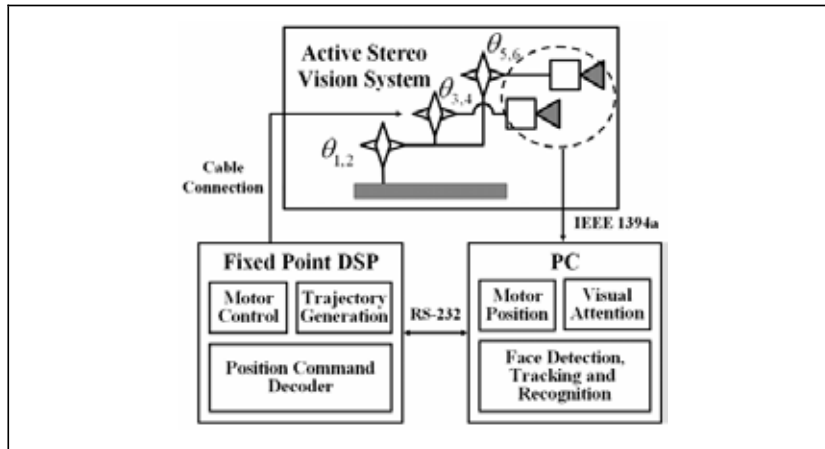 Active Stereo
Vision System
θ5,6
θ3,4
θ1,2
Cable
Connection
IEEE 1394a
Fixed Point DSP
Motor
Control
Trajectory
Generation
Position Command
Decoder
RS-232
PC
Motor
Position
Visual
Attention
Face Detection,
Tracking and
Recognition